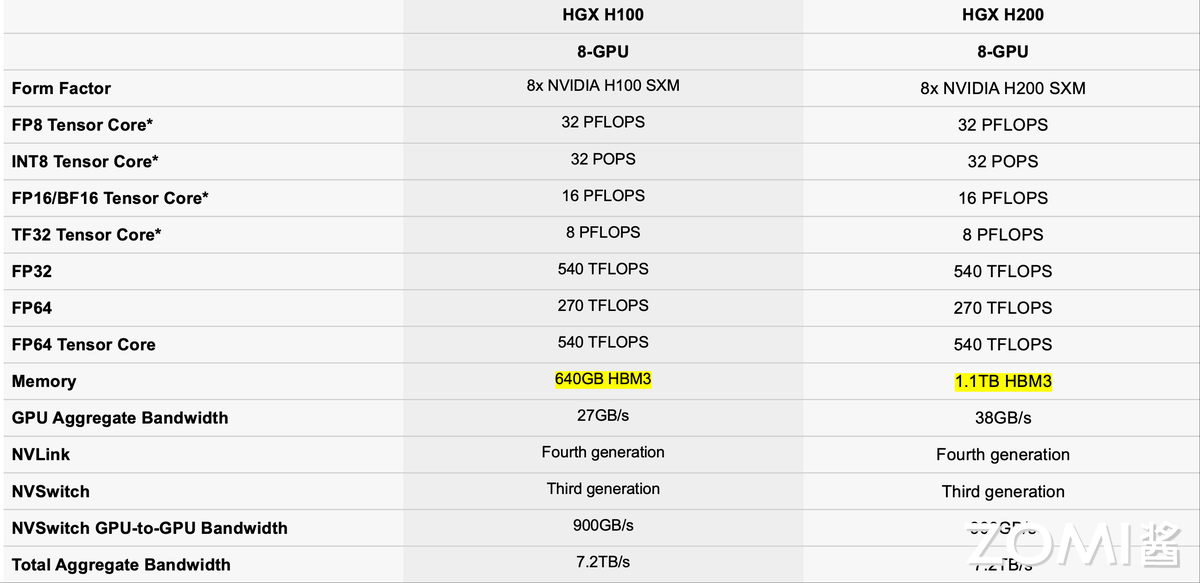 HGX H100 HGX H200
8-GPU 8-GPU
Form Factor 8x NVIDIA H100 SXM 8x NVIDIA H200 SXM
FP8 Tensor Core* 32 PFLOPS 32 PFLOPS
INT8 Tensor Core* 32 POPS 32 POPS
FP16/BF16 Tensor Core* 16 PFLOPS 16 PFLOPS
TF32 Tensor Core* 8 PFLOPS 8 PFLOPS
FP32 540 TFLOPS 540 TFLOPS
FP64 270 TFLOPS 270 TFLOPS
FP64 Tensor Core 540 TFLOPS 540 TFLOPS
Memory 640GB HBM3 1.1TB HBM3
GPU Aggregate Bandwidth 27GB/s 38GB/s
NVLink Fourth generation Fourth generation
NVSwitch Third generation Third generation
NVSwitch GPU-to-GPU Bandwidth 900GB/s
Total Aggregate Bandwidth 7.2TB/s 7.2TB/s
ZOMI酱